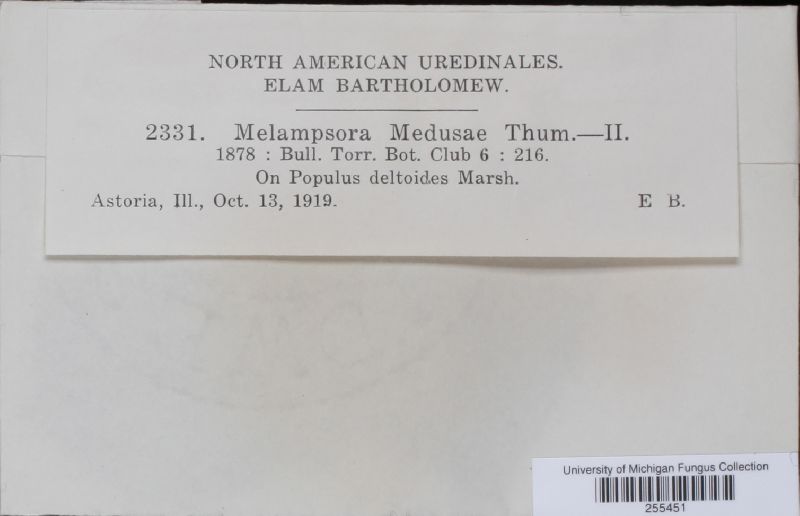 NORTH AMERICAN UREDINALES.
ELAM BARTHOLOMEW.
2331. Melampsora Medusae Thum.—II.
1878 : Bull. Torr. Bot. Club 6 : 216.
On Populus deltoides Marsh.
Astoria, Ill., Oct. 13, 1919. E B.
University of Michigan Fungus Collection
255451